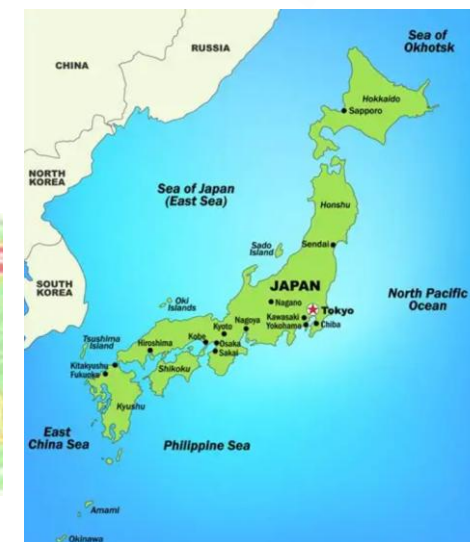 Sea of
Okhotsk
RUSSIA
CHINA
Hokkaido
Sapporo
NORTH
KOREA
Sea of Japan
(East Sea)
Honshu
Sendai
Sado
Island
SOUTH
KOREA
JAPAN
North Pacific
Ocean
Oki
Islands
Nagano
Tokyo
Kawasaki
Yokohama
Chiba
Nagoya
Kyoto
Kobe
Osaka
Sakai
Tsushima
Island
Hiroshima
Shikoku
Kitakyushu
Fukuoka
Kyushu
East
China Sea
Philippine Sea
Amami
Okinawa